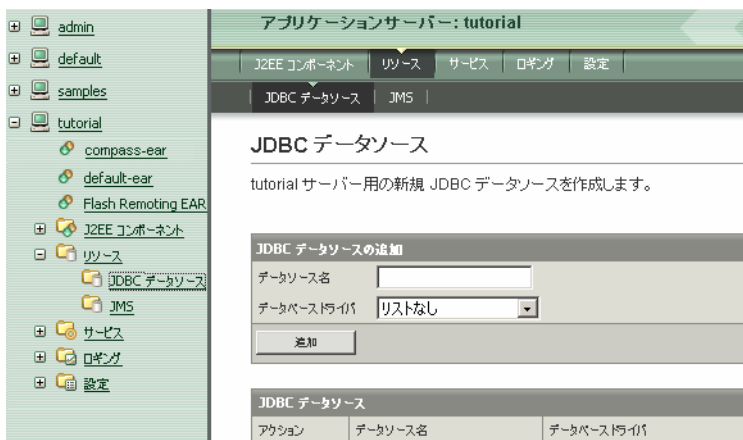 admin
default
samples
tutorial
compass-ear
default-ear
Flash Remoting EAR
J2EE コンポーネント
リソース
JDBC データソース
JMS
サービス
ロギング
設定
アプリケーションサーバー: tutorial
J2EE コンポーネント リソース サービス ロギング 設定
JDBC データソース JMS
JDBC データソース
tutorial サーバー用の新規 JDBC データソースを作成します。
JDBC データソースの追加
データソース名
データベースドライバ リストなし
追加
JDBC データソース
アクション データソース名 データベースドライバ